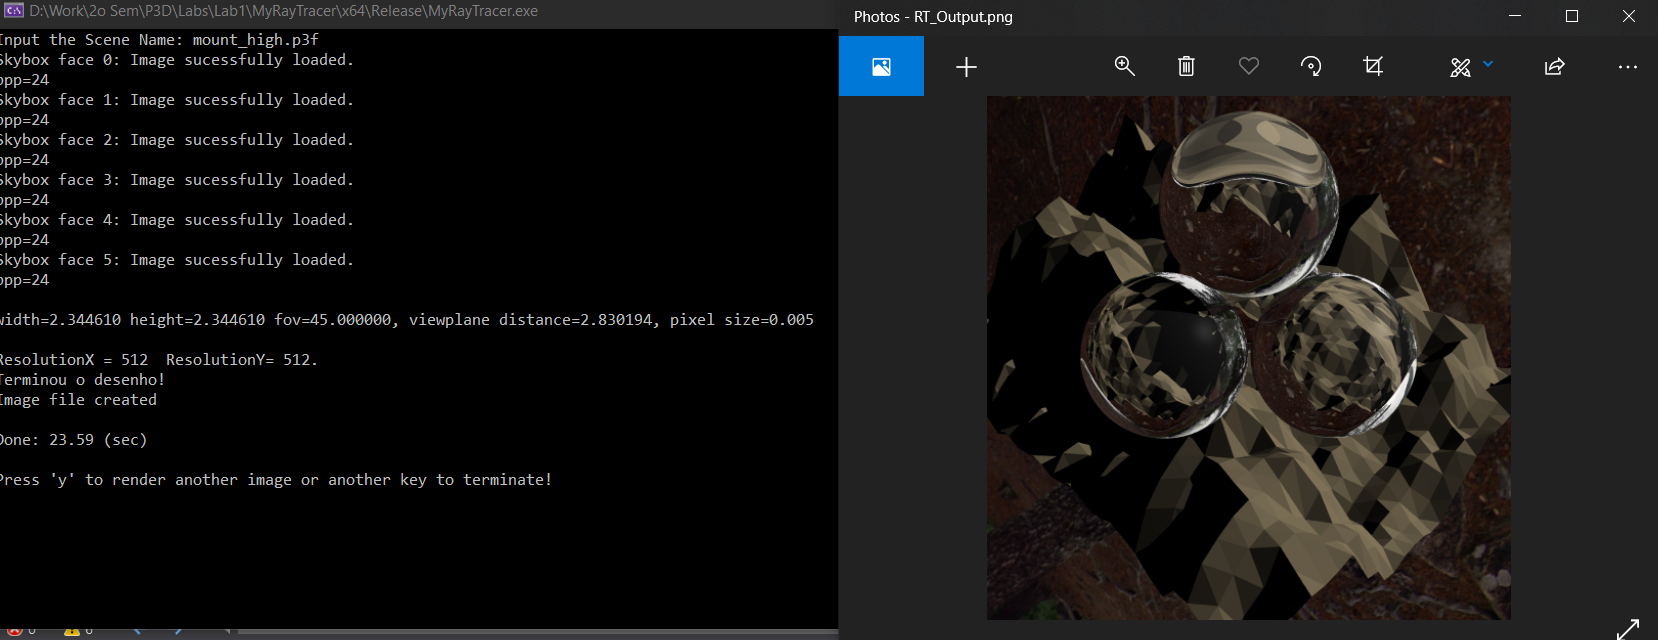 D:\Work\2o Sem\P3D\Labs\Lab1\MyRayTracer\x64\Release\MyRayTracer.exe
Input the Scene Name: mount_high.p3f
Skybox face 0: Image sucessfully loaded.
bpp=24
Skybox face 1: Image sucessfully loaded.
bpp=24
Skybox face 2: Image sucessfully loaded.
bpp=24
Skybox face 3: Image sucessfully loaded.
bpp=24
Skybox face 4: Image sucessfully loaded.
bpp=24
Skybox face 5: Image sucessfully loaded.
bpp=24
width=2.344610 height=2.344610 fov=45.000000, viewplane distance=2.830194, pixel size=0.005
ResolutionX = 512  ResolutionY= 512.
Terminou o desenho!
Image file created
Done: 23.59 (sec)
Press 'y' to render another image or another key to terminate!
Photos - RT_Output.png